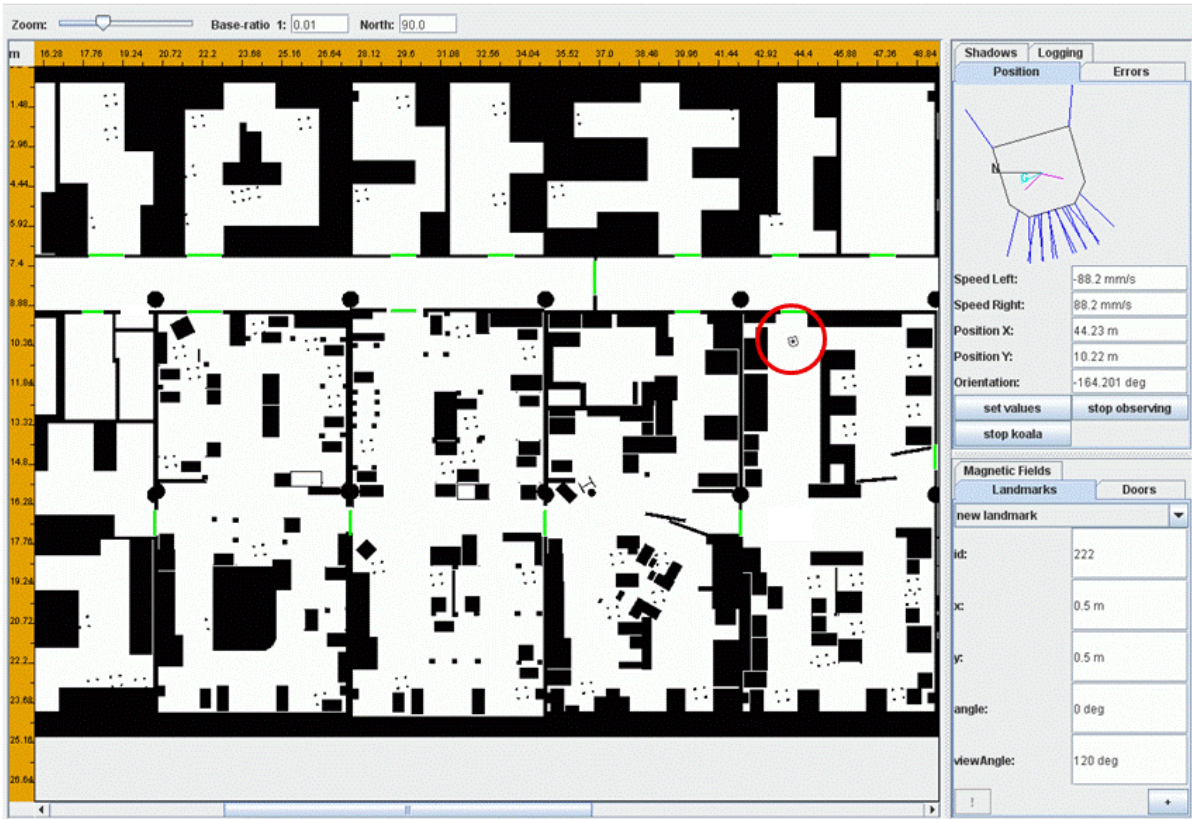 Zoom: Base-ratio 1: 0.01 North: 90.0
m 16.28 17.76 19.24 20.72 22.2 23.68 25.16 26.64 28.12 29.6 31.08 32.56 34.04 35.52 37.0 38.48 39.96 41.44 42.92 44.4 45.88 47.36 48.84
1.48
2.96
4.44
5.92
7.4
8.88
10.36
11.84
13.32
14.8
16.28
17.76
19.24
20.72
22.2
23.68
25.16
26.64
Shadows Logging
Position Errors
N
G
Speed Left: -88.2 mm/s
Speed Right: 88.2 mm/s
Position X: 44.23 m
Position Y: 10.22 m
Orientation: -164.201 deg
set values stop observing
stop koala
Magnetic Fields
Landmarks Doors
new landmark
id: 222
x: 0.5 m
y: 0.5 m
angle: 0 deg
viewAngle: 120 deg
! +